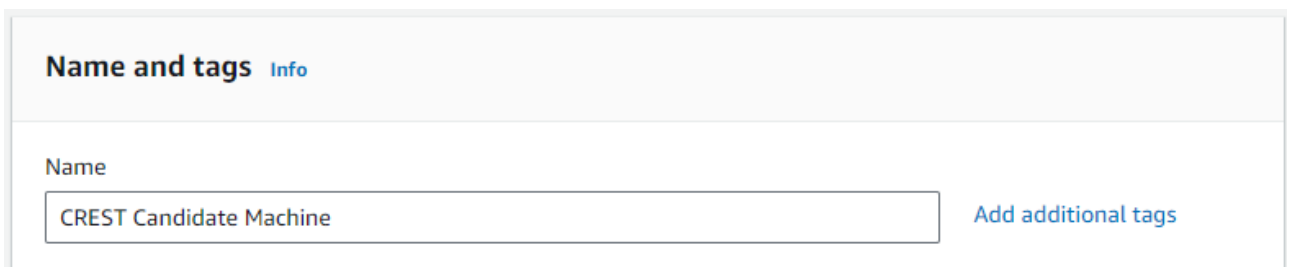 Name and tags Info
Name
CREST Candidate Machine Add additional tags